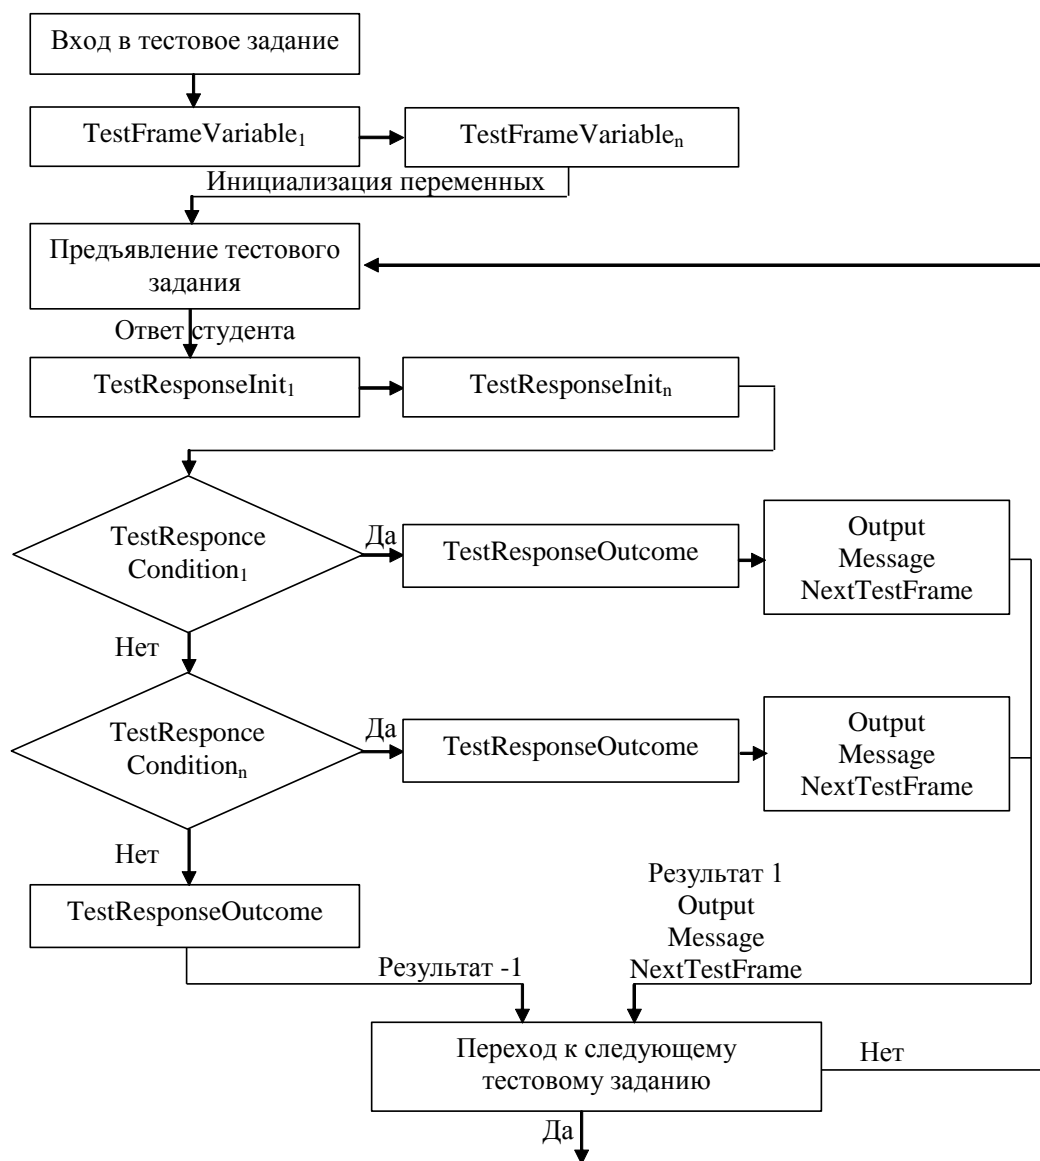 Вход в тестовое задание
TestFrameVariable₁
TestFrameVariableₙ
Инициализация переменных
Предъявление тестового
задания
Ответ студента
TestResponseInit₁
TestResponseInitₙ
TestResponce
Condition₁
Да
TestResponseOutcome
Output
Message
NextTestFrame
Нет
TestResponce
Conditionₙ
Да
TestResponseOutcome
Output
Message
NextTestFrame
Нет
TestResponseOutcome
Результат 1
Output
Message
NextTestFrame
Результат -1
Переход к следующему
тестовому заданию
Нет
Да